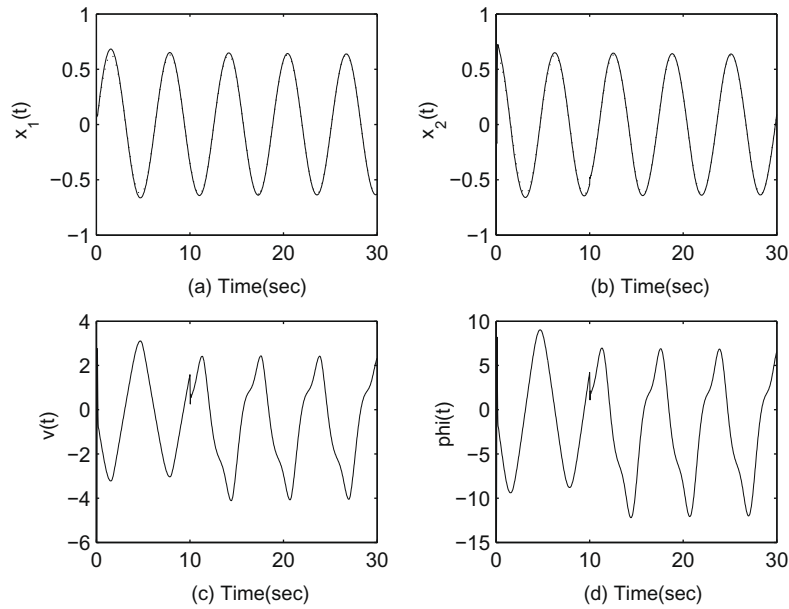 1
0.5
0
−0.5
−1
x_1(t)
0 10 20 30
(a) Time(sec)
1
0.5
0
−0.5
−1
x_2(t)
0 10 20 30
(b) Time(sec)
4
2
0
−2
−4
−6
v(t)
0 10 20 30
(c) Time(sec)
10
5
0
−5
−10
−15
phi(t)
0 10 20 30
(d) Time(sec)